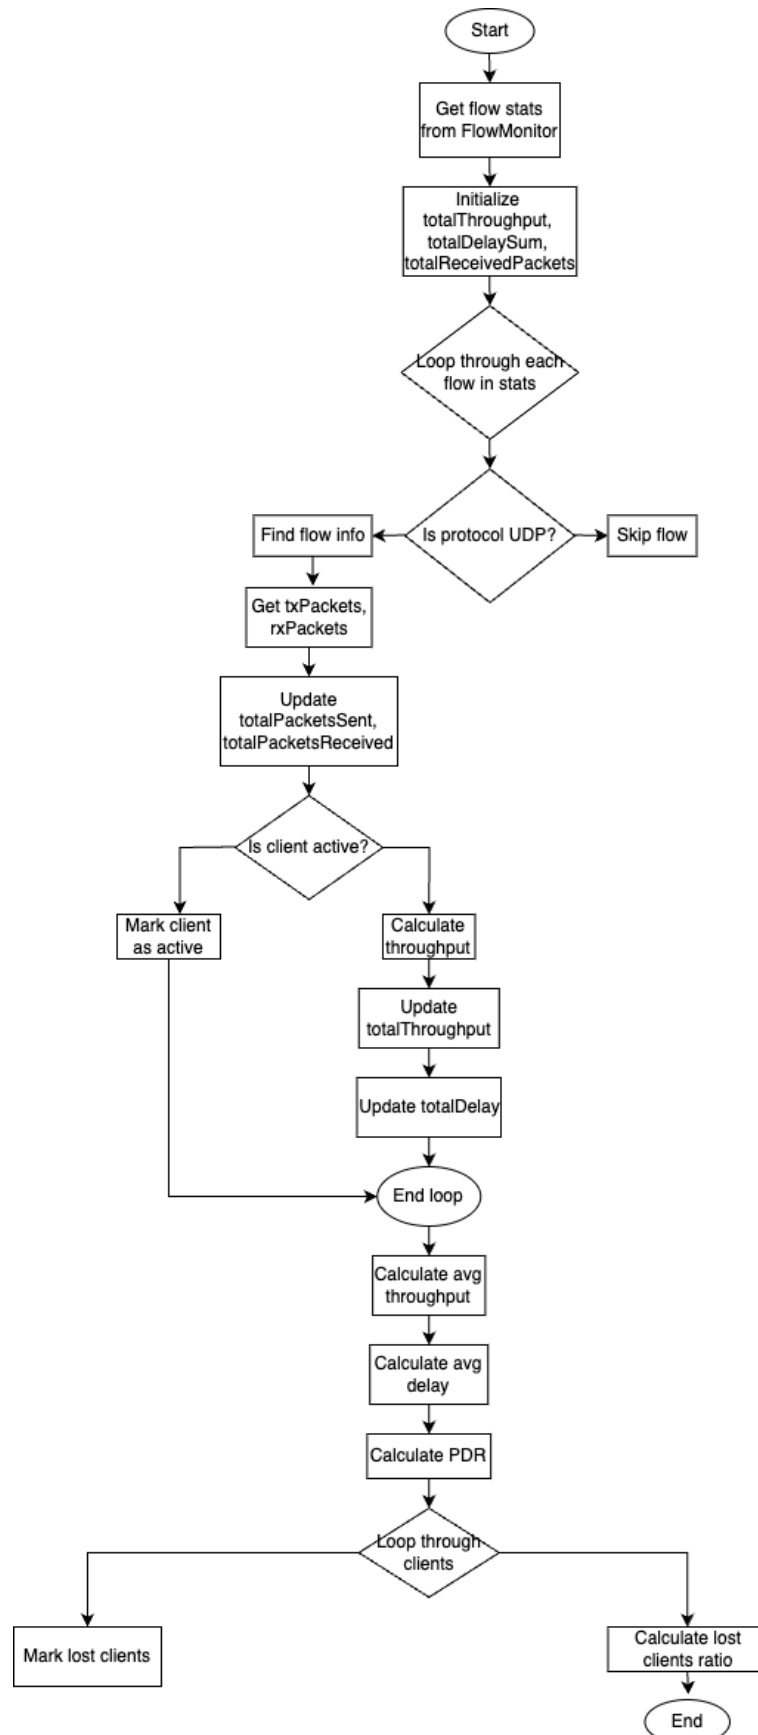 Start
Get flow stats
from FlowMonitor
Initialize
totalThroughput,
totalDelaySum,
totalReceivedPackets
Loop through each
flow in stats
Find flow info
Is protocol UDP?
Skip flow
Get txPackets,
rxPackets
Update
totalPacketsSent,
totalPacketsReceived
Is client active?
Mark client
as active
Calculate
throughput
Update
totalThroughput
Update totalDelay
End loop
Calculate avg
throughput
Calculate avg
delay
Calculate PDR
Loop through
clients
Mark lost clients
Calculate lost
clients ratio
End